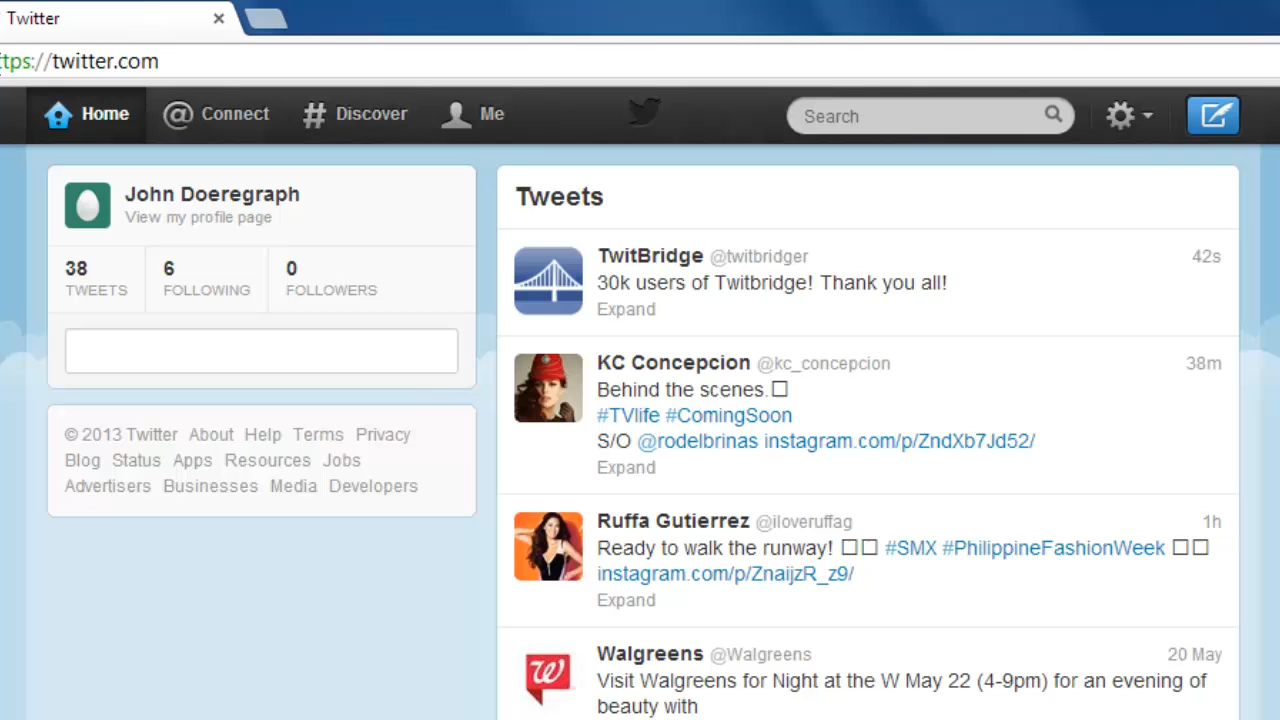 Twitter
ttps://twitter.com
Home
Connect
Discover
Me
Search
John Doeregraph
View my profile page
38
TWEETS
6
FOLLOWING
0
FOLLOWERS
© 2013 Twitter About Help Terms Privacy
Blog Status Apps Resources Jobs
Advertisers Businesses Media Developers
Tweets
TwitBridge @twitbridger 42s
30k users of Twitbridge! Thank you all!
Expand
KC Concepcion @kc_concepcion 38m
Behind the scenes.□
#TVlife #ComingSoon
S/O @rodelbrinas instagram.com/p/ZndXb7Jd52/
Expand
Ruffa Gutierrez @iloveruffag 1h
Ready to walk the runway! □□ #SMX #PhilippineFashionWeek □□
instagram.com/p/ZnaijzR_z9/
Expand
Walgreens @Walgreens 20 May
Visit Walgreens for Night at the W May 22 (4-9pm) for an evening of
beauty with